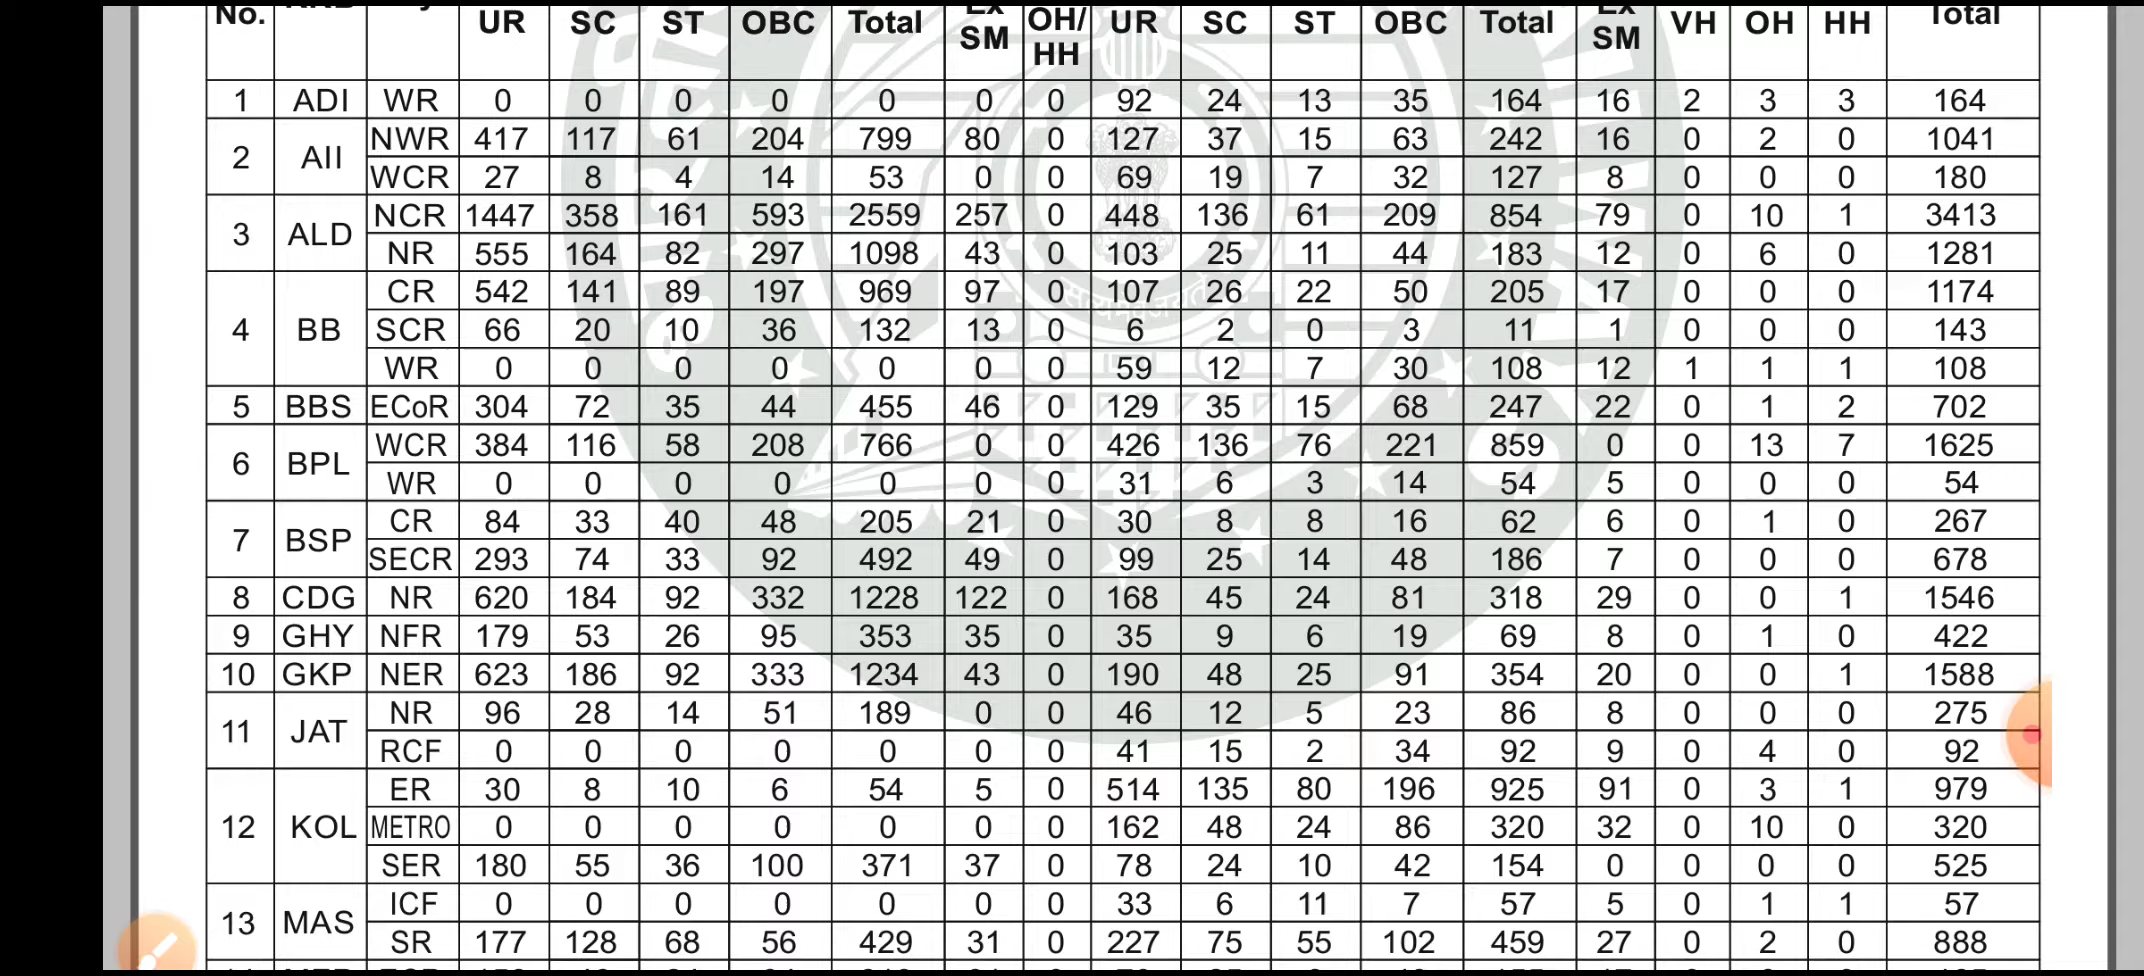 No. UR SC ST OBC Total Ex SM OH/ HH UR SC ST OBC Total Ex SM VH OH HH Total
1 ADI WR 0 0 0 0 0 0 0 92 24 13 35 164 16 2 3 3 164
2 AII NWR 417 117 61 204 799 80 0 127 37 15 63 242 16 0 2 0 1041
WCR 27 8 4 14 53 0 0 69 19 7 32 127 8 0 0 0 180
3 ALD NCR 1447 358 161 593 2559 257 0 448 136 61 209 854 79 0 10 1 3413
NR 555 164 82 297 1098 43 0 103 25 11 44 183 12 0 6 0 1281
4 BB CR 542 141 89 197 969 97 0 107 26 22 50 205 17 0 0 0 1174
SCR 66 20 10 36 132 13 0 6 2 0 3 11 1 0 0 0 143
WR 0 0 0 0 0 0 0 59 12 7 30 108 12 1 1 1 108
5 BBS ECoR 304 72 35 44 455 46 0 129 35 15 68 247 22 0 1 2 702
6 BPL WCR 384 116 58 208 766 0 0 426 136 76 221 859 0 0 13 7 1625
WR 0 0 0 0 0 0 0 31 6 3 14 54 5 0 0 0 54
7 BSP CR 84 33 40 48 205 21 0 30 8 8 16 62 6 0 1 0 267
SECR 293 74 33 92 492 49 0 99 25 14 48 186 7 0 0 0 678
8 CDG NR 620 184 92 332 1228 122 0 168 45 24 81 318 29 0 0 1 1546
9 GHY NFR 179 53 26 95 353 35 0 35 9 6 19 69 8 0 1 0 422
10 GKP NER 623 186 92 333 1234 43 0 190 48 25 91 354 20 0 0 1 1588
11 JAT NR 96 28 14 51 189 0 0 46 12 5 23 86 8 0 0 0 275
RCF 0 0 0 0 0 0 0 41 15 2 34 92 9 0 4 0 92
12 KOL ER 30 8 10 6 54 5 0 514 135 80 196 925 91 0 3 1 979
METRO 0 0 0 0 0 0 0 162 48 24 86 320 32 0 10 0 320
SER 180 55 36 100 371 37 0 78 24 10 42 154 0 0 0 0 525
13 MAS ICF 0 0 0 0 0 0 0 33 6 11 7 57 5 0 1 1 57
SR 177 128 68 56 429 31 0 227 75 55 102 459 27 0 2 0 888